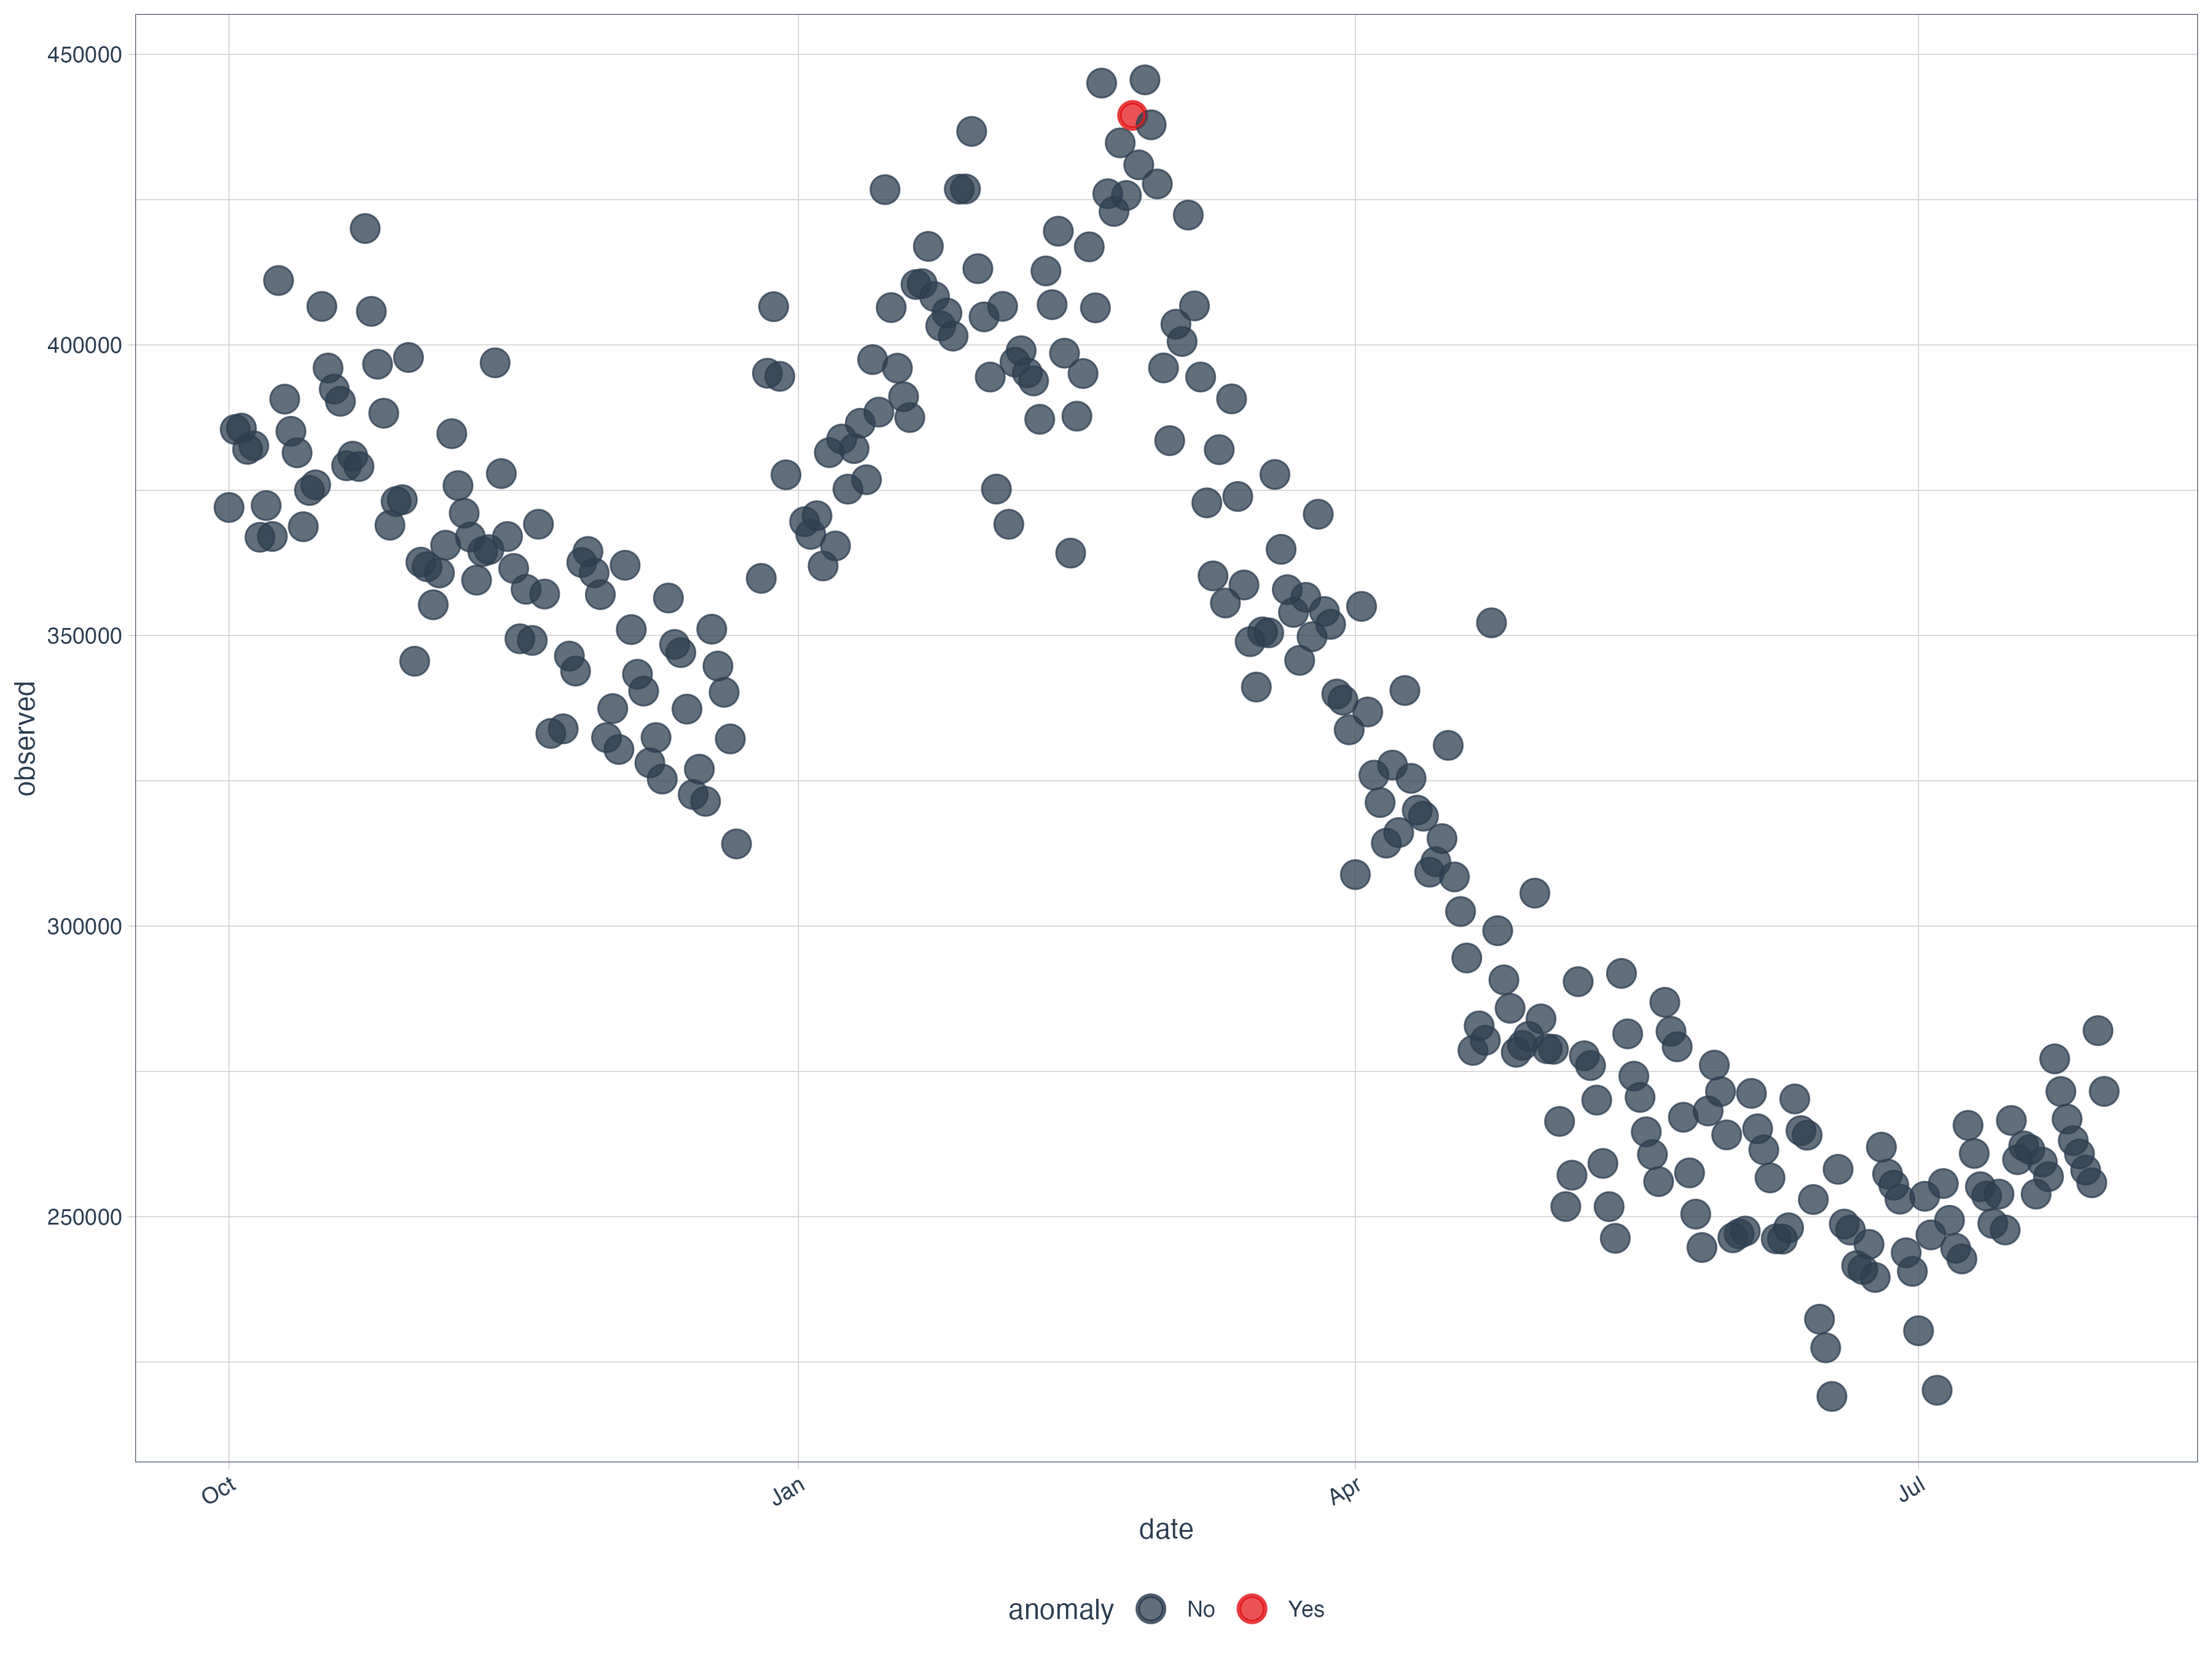 450000
400000
350000
300000
250000
observed
Oct
Jan
Apr
Jul
date
anomaly No Yes